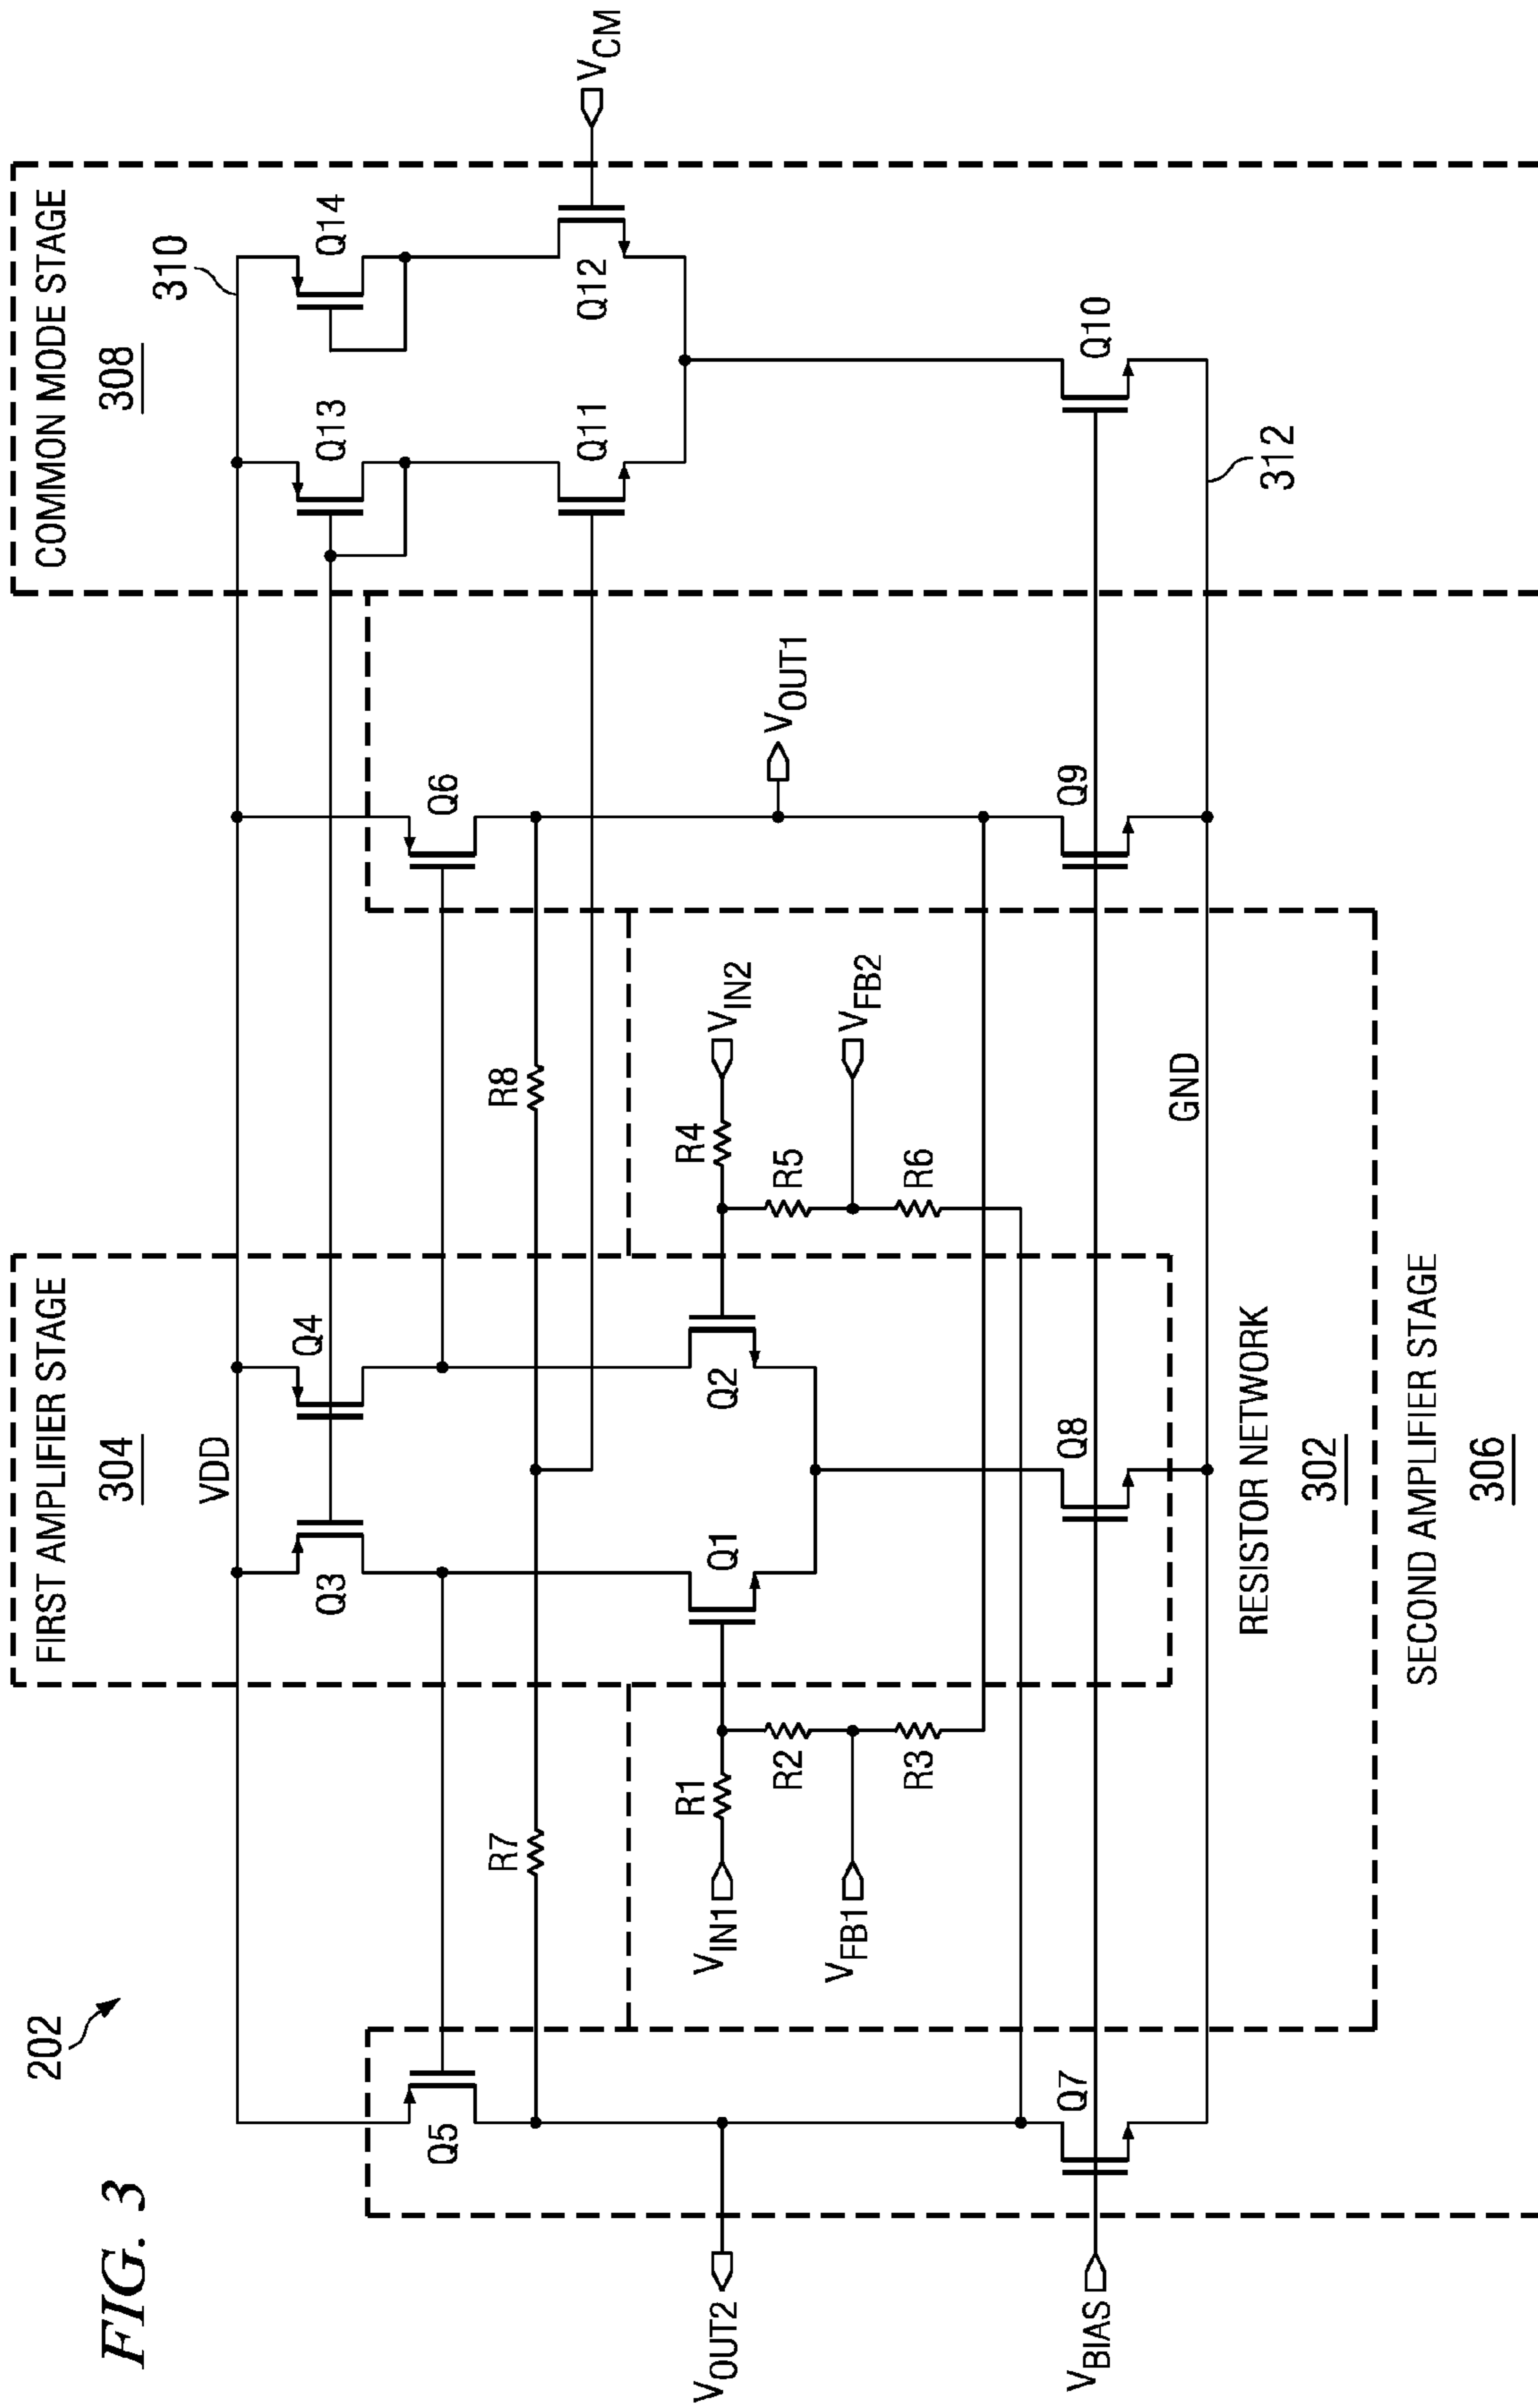 FIG. 3
202
FIRST AMPLIFIER STAGE
304
COMMON MODE STAGE
308
310
VDD
Q3
Q4
Q13
Q14
Q5
Q6
R7
R8
Q11
Q12
VCM
VOUT2
VIN1
R1
Q1
Q2
R4
VIN2
R2
R5
VOUT1
VFB1
VFB2
R3
R6
VBIAS
Q7
Q8
Q9
Q10
GND
312
RESISTOR NETWORK
302
SECOND AMPLIFIER STAGE
306